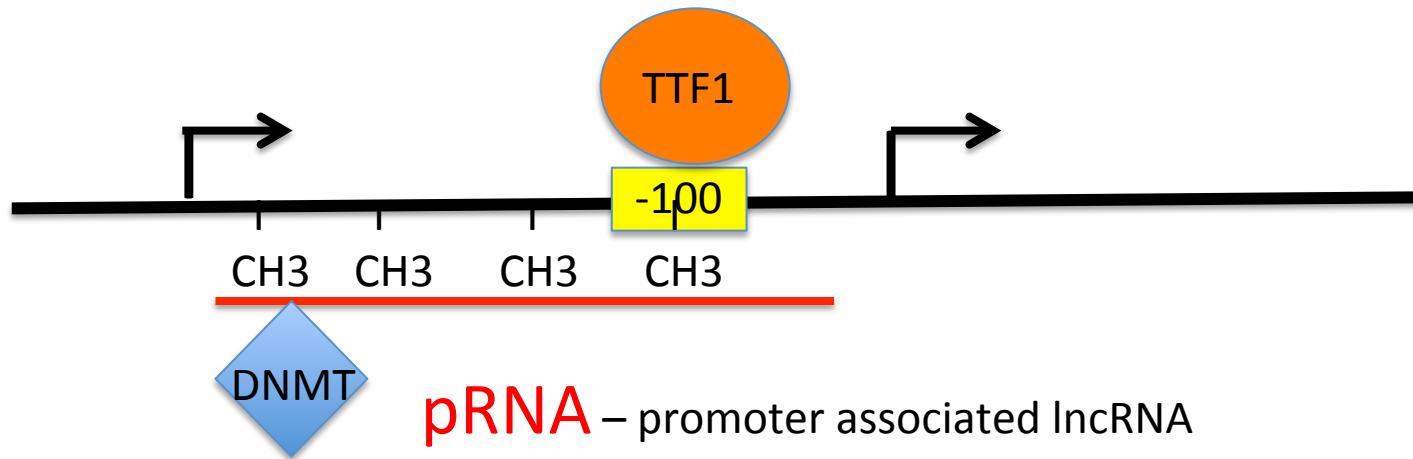 TTF1
-100
CH3 CH3 CH3 CH3
DNMT
pRNA – promoter associated lncRNA